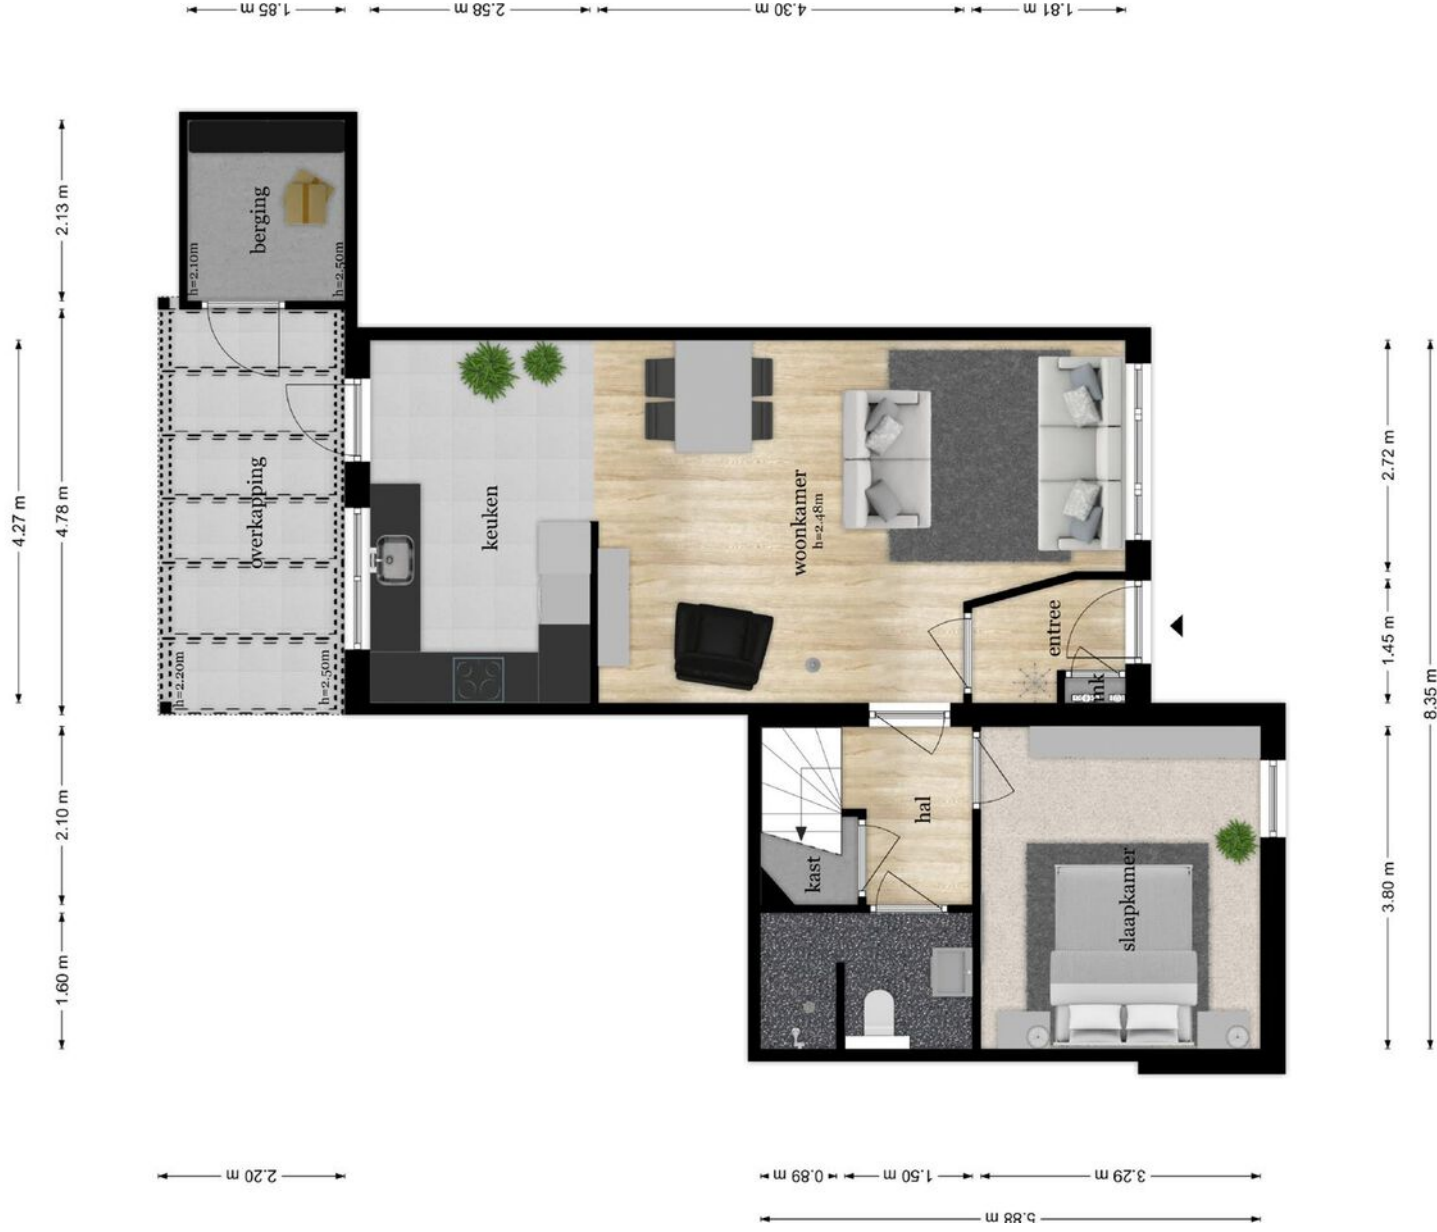 1.85 m
2.58 m
4.30 m
1.81 m
2.13 m
berging
h=2.10m
h=2.50m
4.27 m
4.78 m
overkapping
h=2.20m
h=2.50m
keuken
woonkamer
h=2.48m
entree
mk
2.72 m
1.45 m
8.35 m
2.10 m
hal
kast
slaapkamer
3.80 m
1.60 m
2.20 m
0.89 m
1.50 m
3.29 m
5.88 m